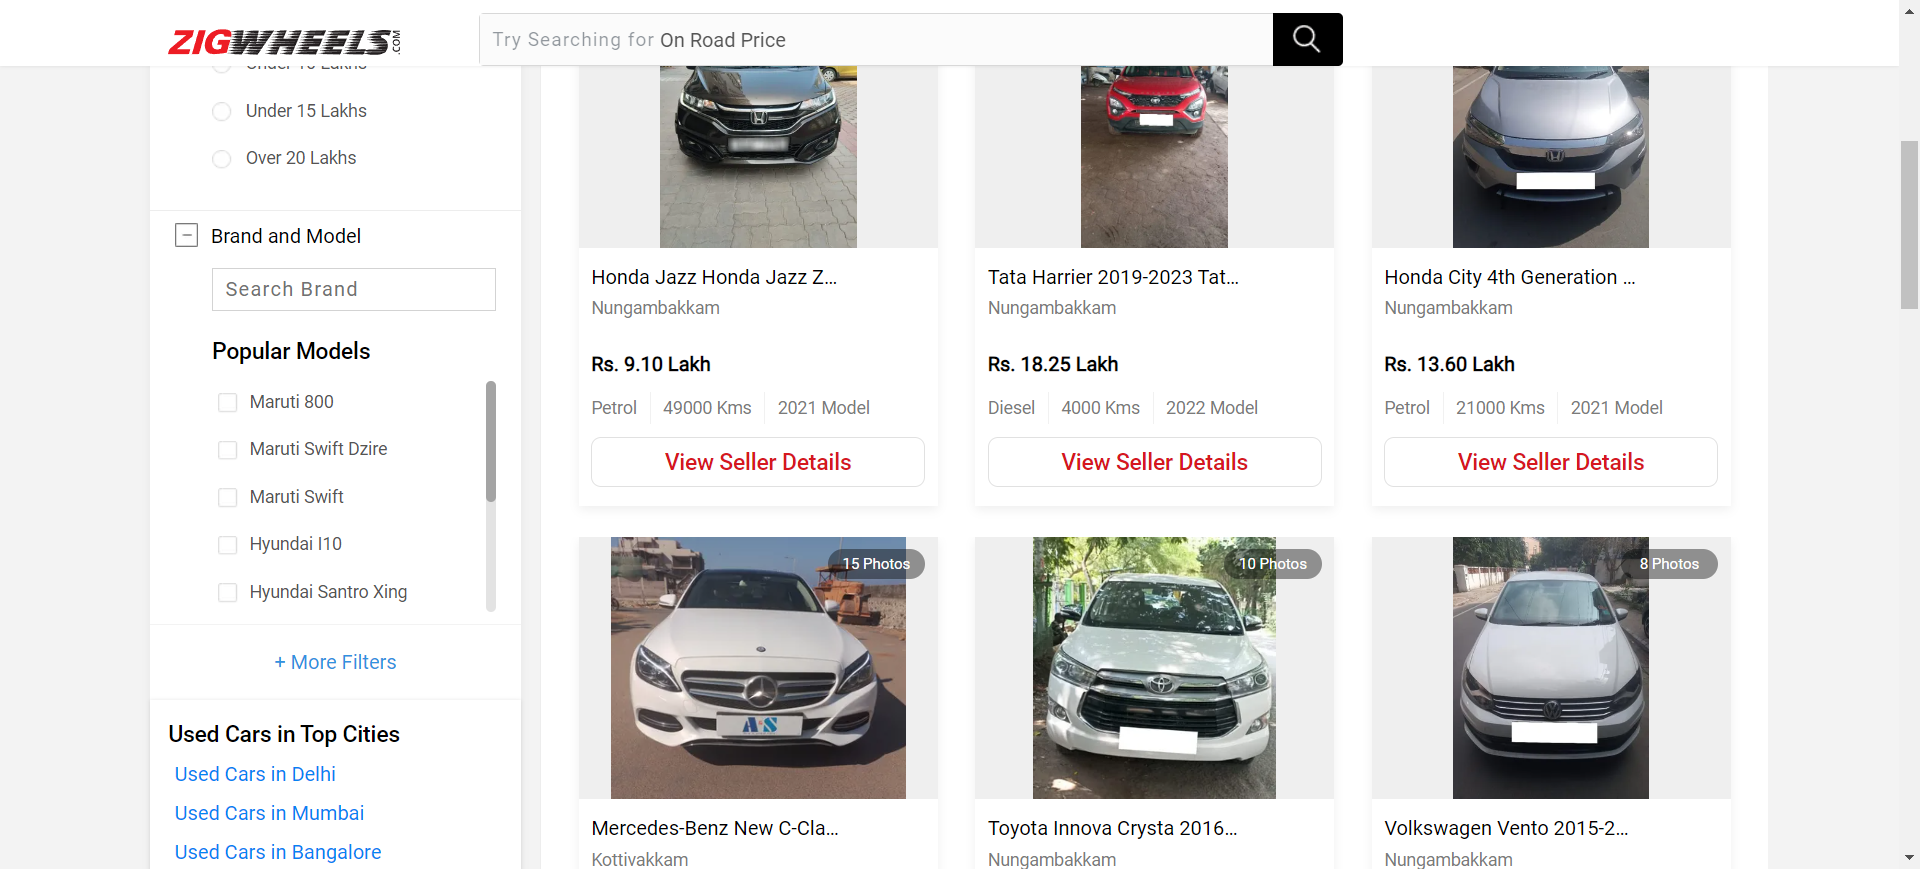 ZIGWHEELS.COM
Try Searching for On Road Price
Under 15 Lakhs
Over 20 Lakhs
Brand and Model
Search Brand
Popular Models
Maruti 800
Maruti Swift Dzire
Maruti Swift
Hyundai I10
Hyundai Santro Xing
+ More Filters
Used Cars in Top Cities
Used Cars in Delhi
Used Cars in Mumbai
Used Cars in Bangalore
Honda Jazz Honda Jazz Z...
Nungambakkam
Rs. 9.10 Lakh
Petrol 49000 Kms 2021 Model
View Seller Details
Tata Harrier 2019-2023 Tat...
Nungambakkam
Rs. 18.25 Lakh
Diesel 4000 Kms 2022 Model
View Seller Details
Honda City 4th Generation ...
Nungambakkam
Rs. 13.60 Lakh
Petrol 21000 Kms 2021 Model
View Seller Details
15 Photos
A&S
Mercedes-Benz New C-Cla...
Kottivakkam
10 Photos
Toyota Innova Crysta 2016...
Nungambakkam
8 Photos
Volkswagen Vento 2015-2...
Nungambakkam